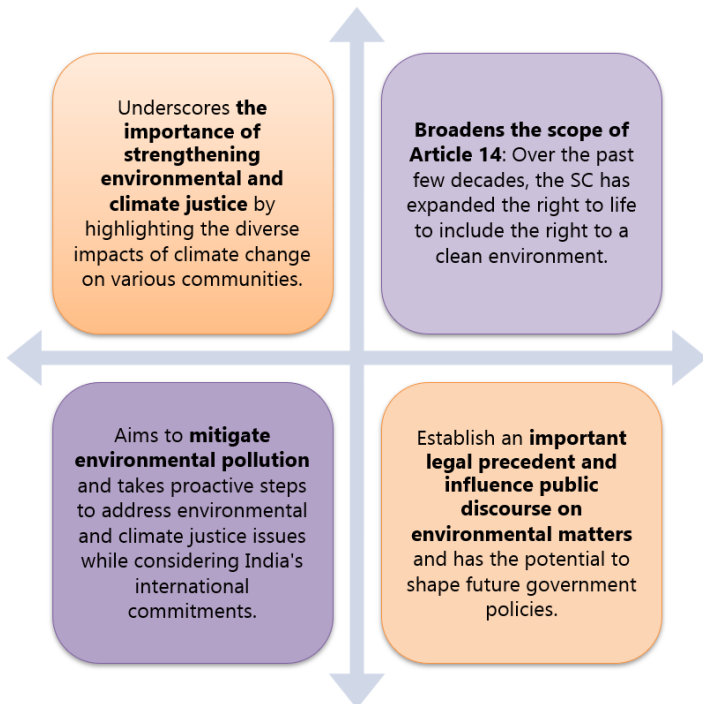 Underscores the
importance of
strengthening
environmental and
climate justice by
highlighting the diverse
impacts of climate change
on various communities.
Broadens the scope of
Article 14: Over the past
few decades, the SC has
expanded the right to life
to include the right to a
clean environment.
Aims to mitigate
environmental pollution
and takes proactive steps
to address environmental
and climate justice issues
while considering India's
international
commitments.
Establish an important
legal precedent and
influence public
discourse on
environmental matters
and has the potential to
shape future government
policies.